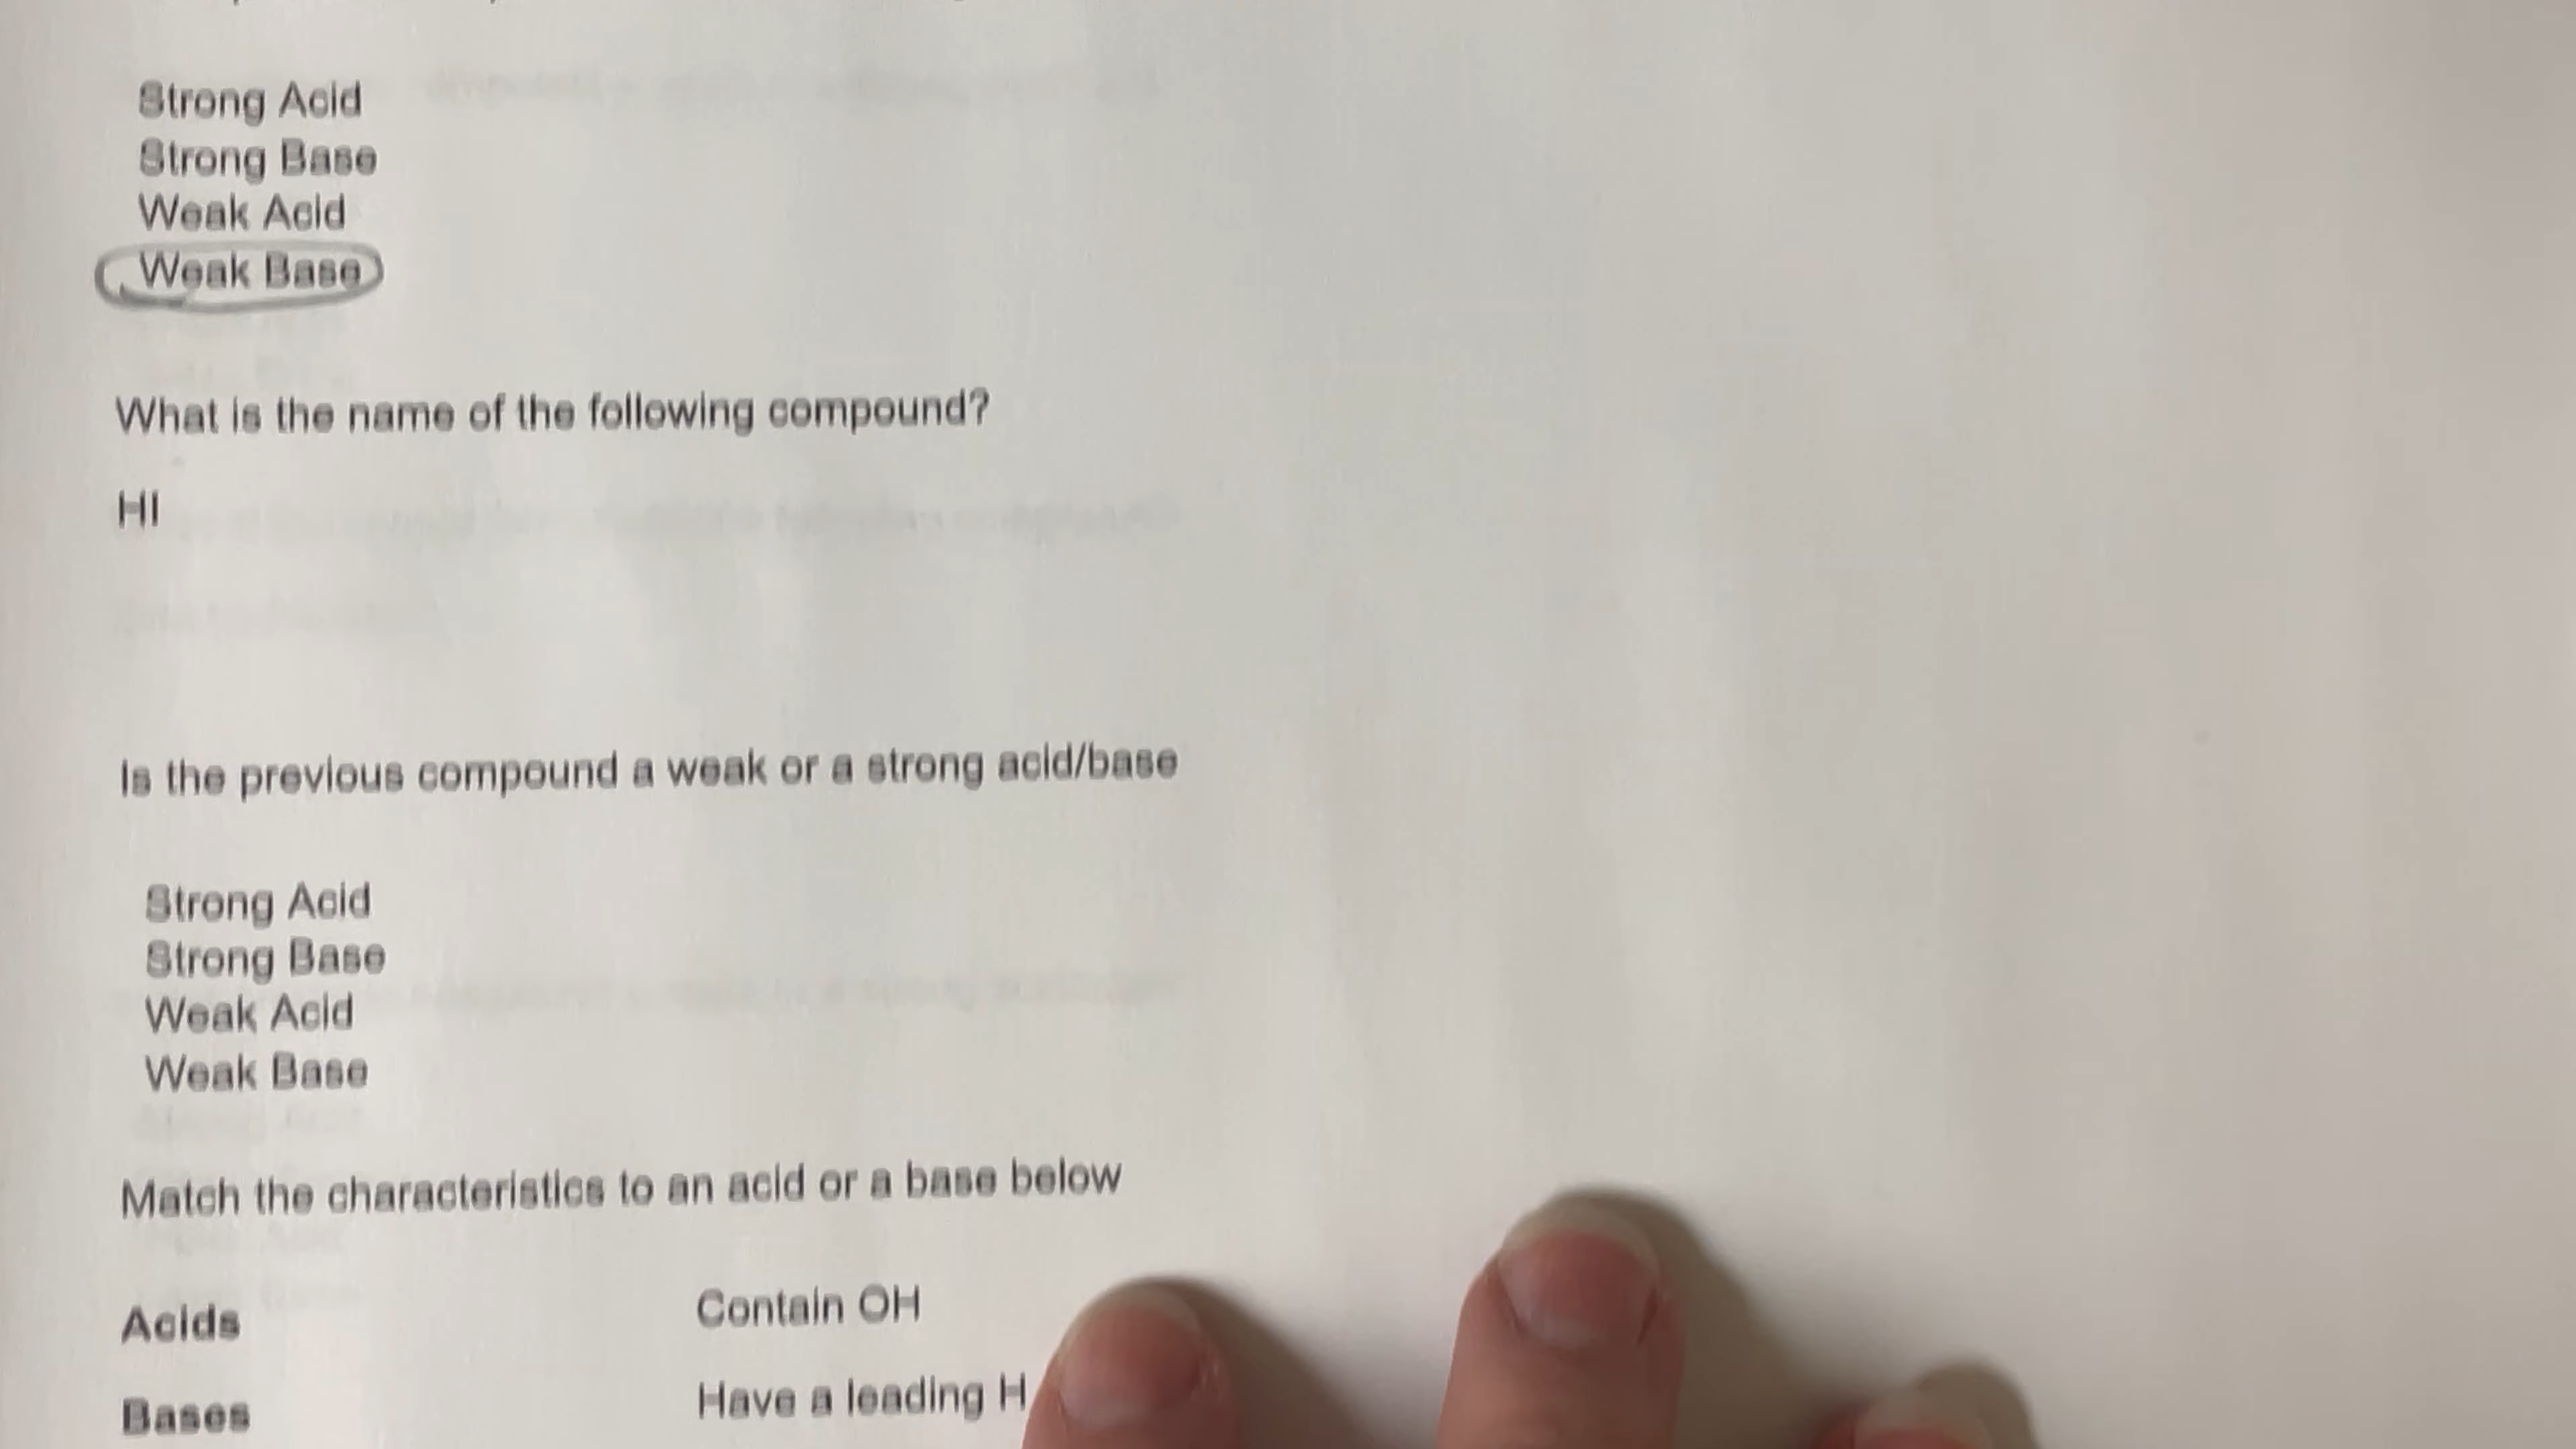 Strong Acid
Strong Base
Weak Acid
Weak Base
What is the name of the following compound?
HI
Is the previous compound a weak or a strong acid/base
Strong Acid
Strong Base
Weak Acid
Weak Base
Match the characteristics to an acid or a base below
Acids
Contain OH
Bases
Have a leading H